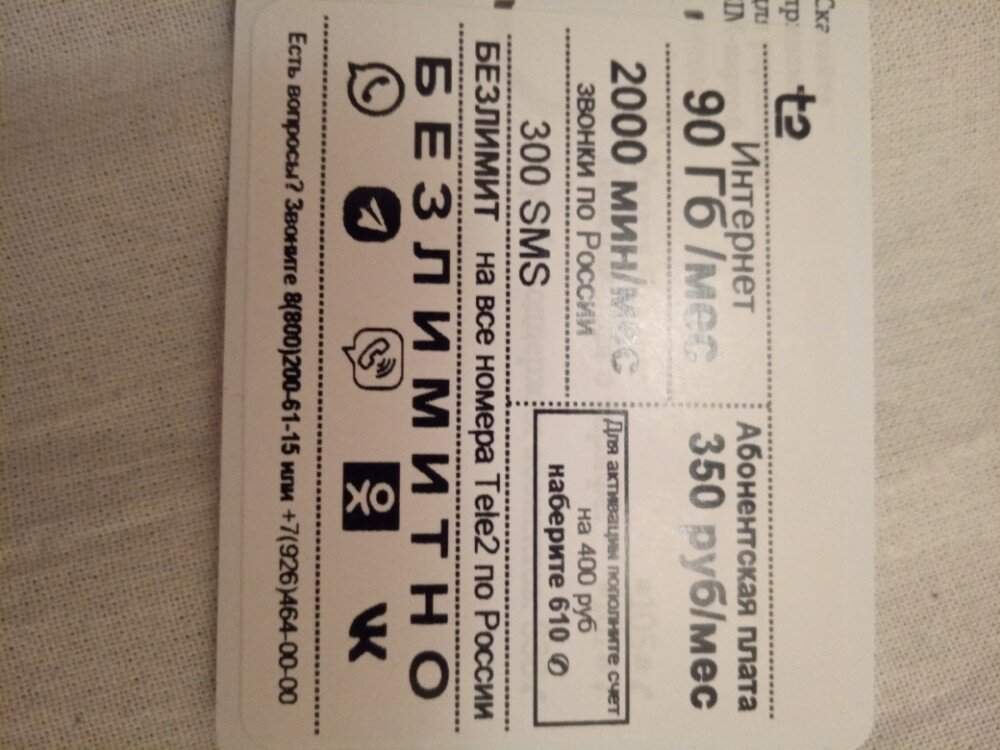 t2
Интернет
90 Гб /мес
2000 мин/мес
звонки по России
300 SMS
Абонентская плата
350 руб/мес
Для активации пополните счет
на 400 руб
наберите 610
БЕЗЛИМИТ на все номера Tele2 по России
БЕЗЛИМИТНО
Есть вопросы? Звоните 8(800)200-61-15 или +7(926)464-00-00